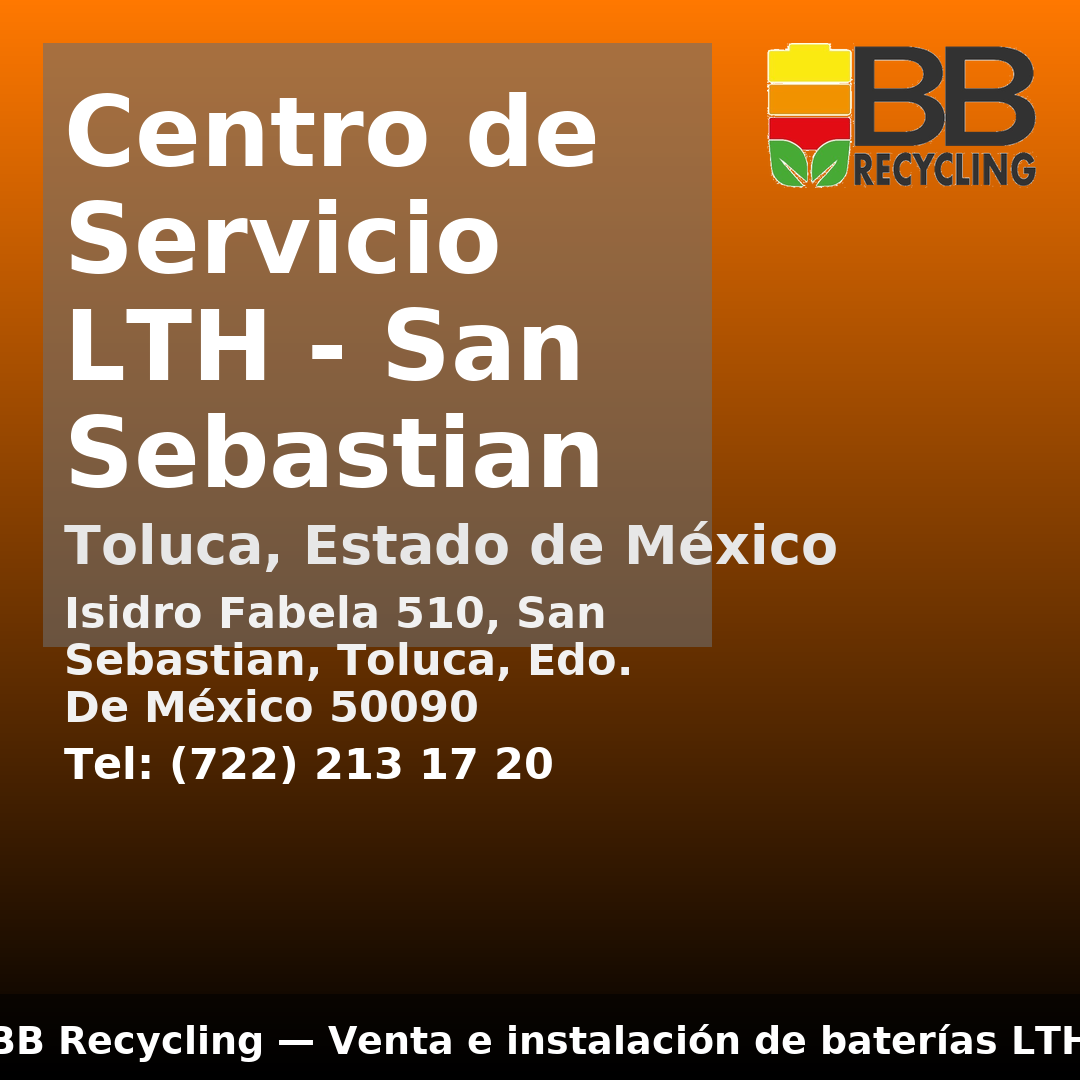 Centro de
Servicio
LTH - San
Sebastian
BB
RECYCLING
Toluca, Estado de México
Isidro Fabela 510, San
Sebastian, Toluca, Edo.
De México 50090
Tel: (722) 213 17 20
BB Recycling — Venta e instalación de baterías LTH